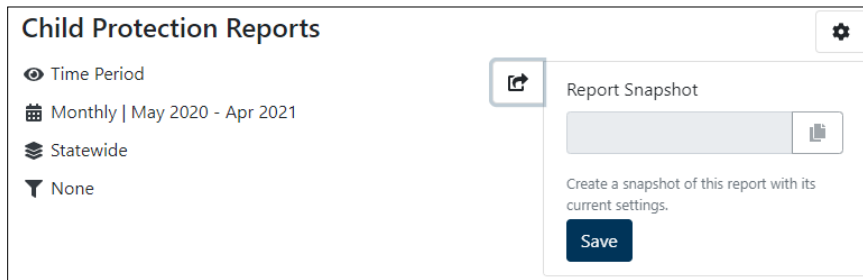 Child Protection Reports
Time Period
Monthly | May 2020 - Apr 2021
Statewide
None
Report Snapshot
Create a snapshot of this report with its
current settings.
Save